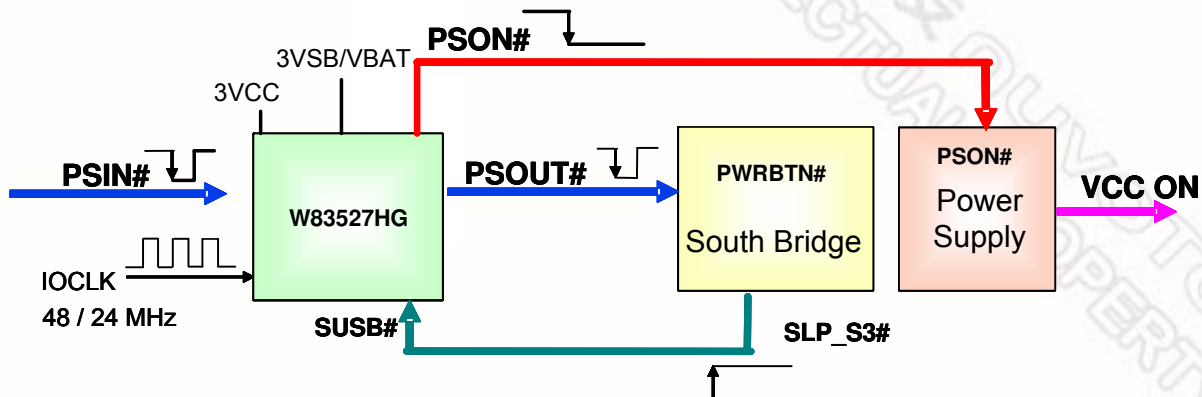 PSON#
3VSB/VBAT
3VCC
PSIN#
W83527HG
PSOUT#
PWRBTN#
South Bridge
PSON#
Power
Supply
VCC ON
IOCLK
48 / 24 MHz
SUSB#
SLP_S3#